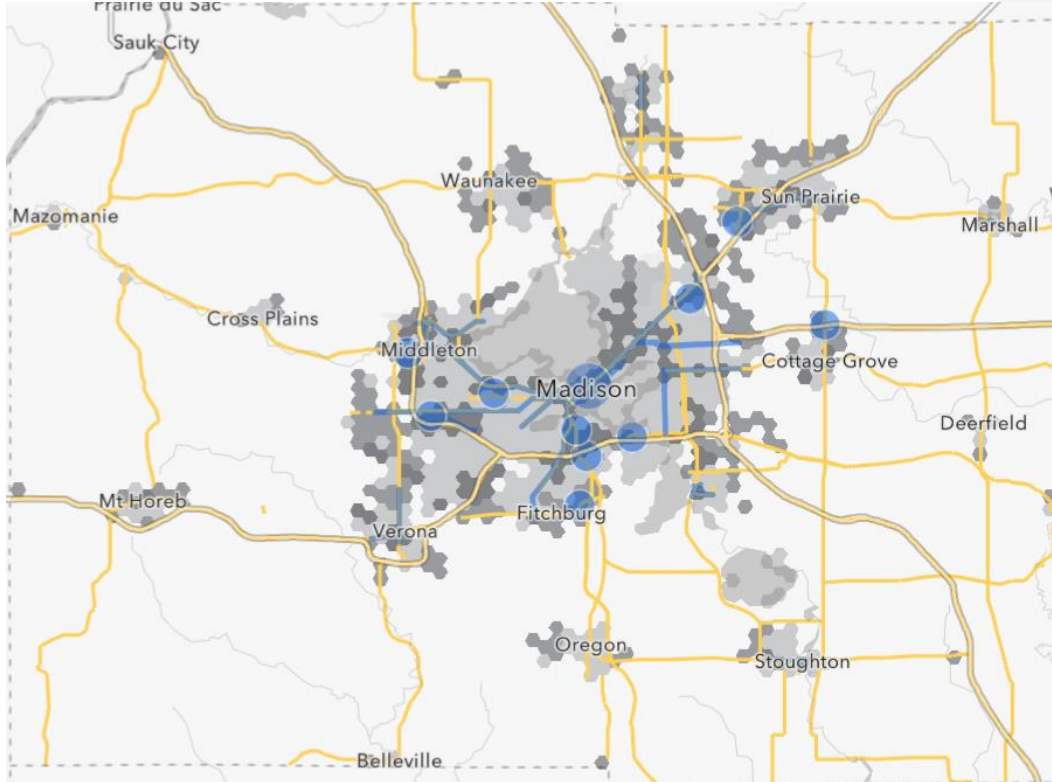 Prairie du Sac
Sauk City
Waunakee
Sun Prairie
Mazomanie
Marshall
Cross Plains
Middleton
Cottage Grove
Madison
Deerfield
Mt Horeb
Fitchburg
Verona
Oregon
Stoughton
Belleville